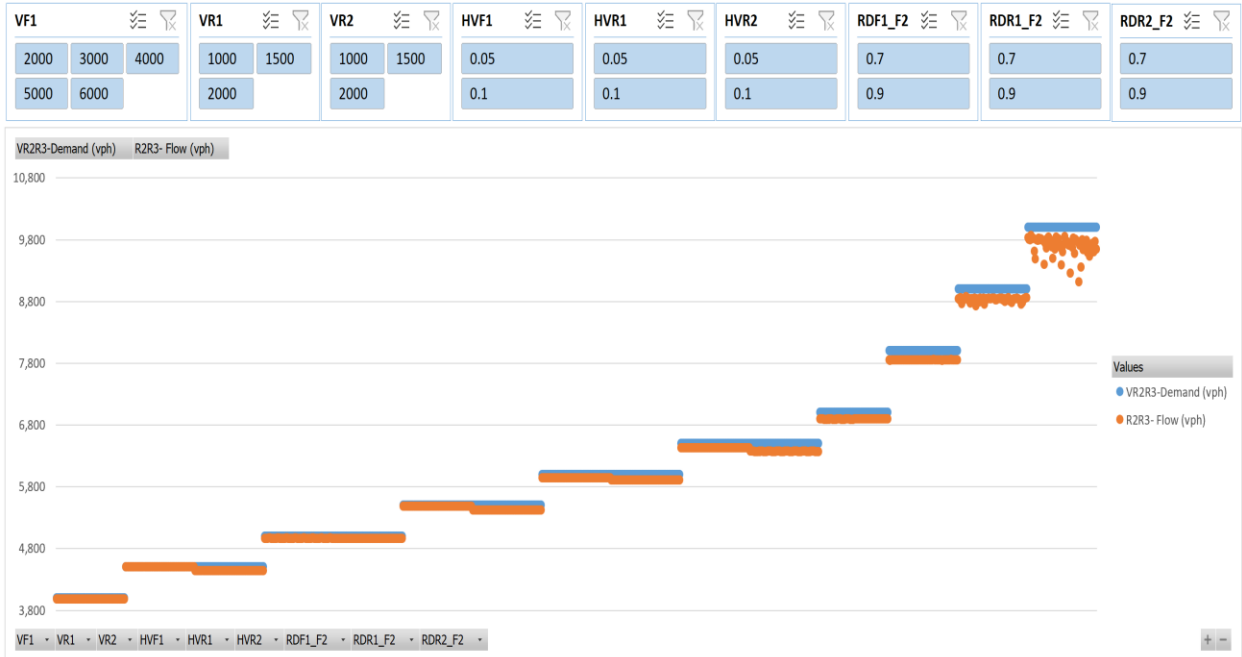 VF1 VR1 VR2 HVF1 HVR1 HVR2 RDF1_F2 RDR1_F2 RDR2_F2
2000 3000 4000 1000 1500 1000 1500 0.05 0.05 0.05 0.7 0.7 0.7
5000 6000 2000 2000 0.1 0.1 0.1 0.9 0.9 0.9
VR2R3-Demand (vph) R2R3- Flow (vph)
10,800
9,800
8,800
7,800
Values
VR2R3-Demand (vph)
R2R3- Flow (vph)
6,800
5,800
4,800
3,800
VF1 VR1 VR2 HVF1 HVR1 HVR2 RDF1_F2 RDR1_F2 RDR2_F2 + −